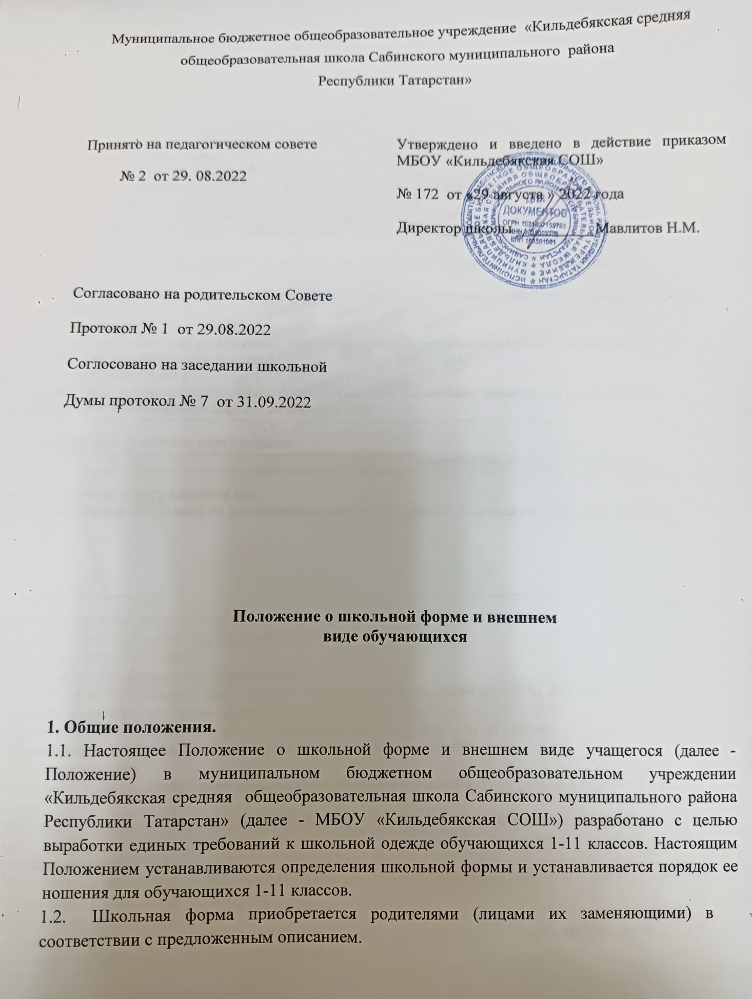 Муниципальное бюджетное общеобразовательное учреждение «Кильдебякская средняя
общеобразовательная школа Сабинского муниципального района
Республики Татарстан»
Принято на педагогическом совете
№ 2 от 29. 08.2022
Утверждено и введено в действие приказом
МБОУ «Кильдебякская СОШ»
№ 172 от «29 августа » 2022 года
Директор школы Мавлитов Н.М.
ДЛЯ
ДОКУМЕНТОВ
ОГРН
ИНН
КПП
Согласовано на родительском Совете
Протокол № 1 от 29.08.2022
Соглосовано на заседании школьной
Думы протокол № 7 от 31.09.2022
Положение о школьной форме и внешнем
виде обучающихся
1. Общие положения.
1.1. Настоящее Положение о школьной форме и внешнем виде учащегося (далее -
Положение) в муниципальном бюджетном общеобразовательном учреждении
«Кильдебякская средняя общеобразовательная школа Сабинского муниципального района
Республики Татарстан» (далее - МБОУ «Кильдебякская СОШ») разработано с целью
выработки единых требований к школьной одежде обучающихся 1-11 классов. Настоящим
Положением устанавливаются определения школьной формы и устанавливается порядок ее
ношения для обучающихся 1-11 классов.
1.2. Школьная форма приобретается родителями (лицами их заменяющими) в
соответствии с предложенным описанием.